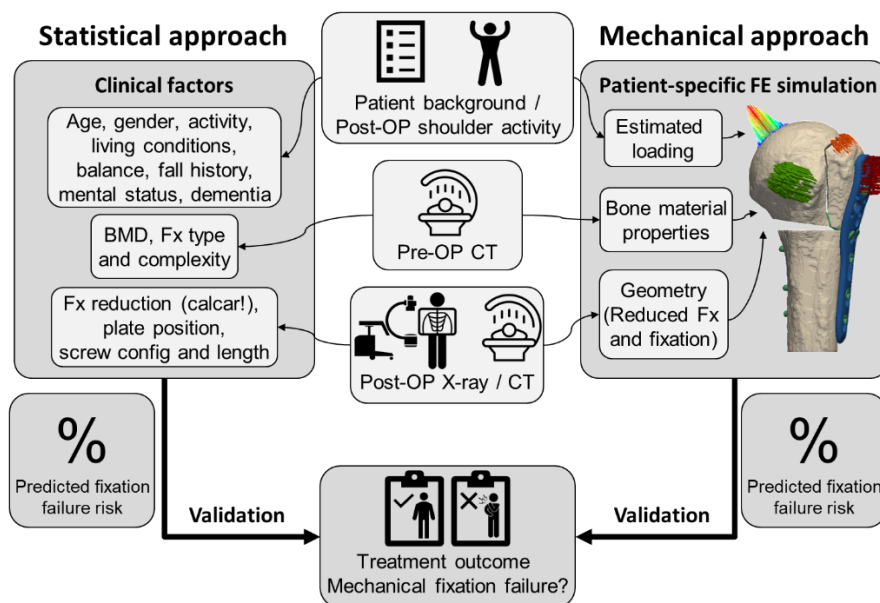 Statistical approach
Clinical factors
Age, gender, activity,
living conditions,
balance, fall history,
mental status, dementia
BMD, Fx type
and complexity
Fx reduction (calcar!),
plate position,
screw config and length
Patient background /
Post-OP shoulder activity
Pre-OP CT
Post-OP X-ray / CT
Mechanical approach
Patient-specific FE simulation
Estimated
loading
Bone material
properties
Geometry
(Reduced Fx
and fixation)
%
Predicted fixation
failure risk
Validation
Treatment outcome
Mechanical fixation failure?
Validation
%
Predicted fixation
failure risk